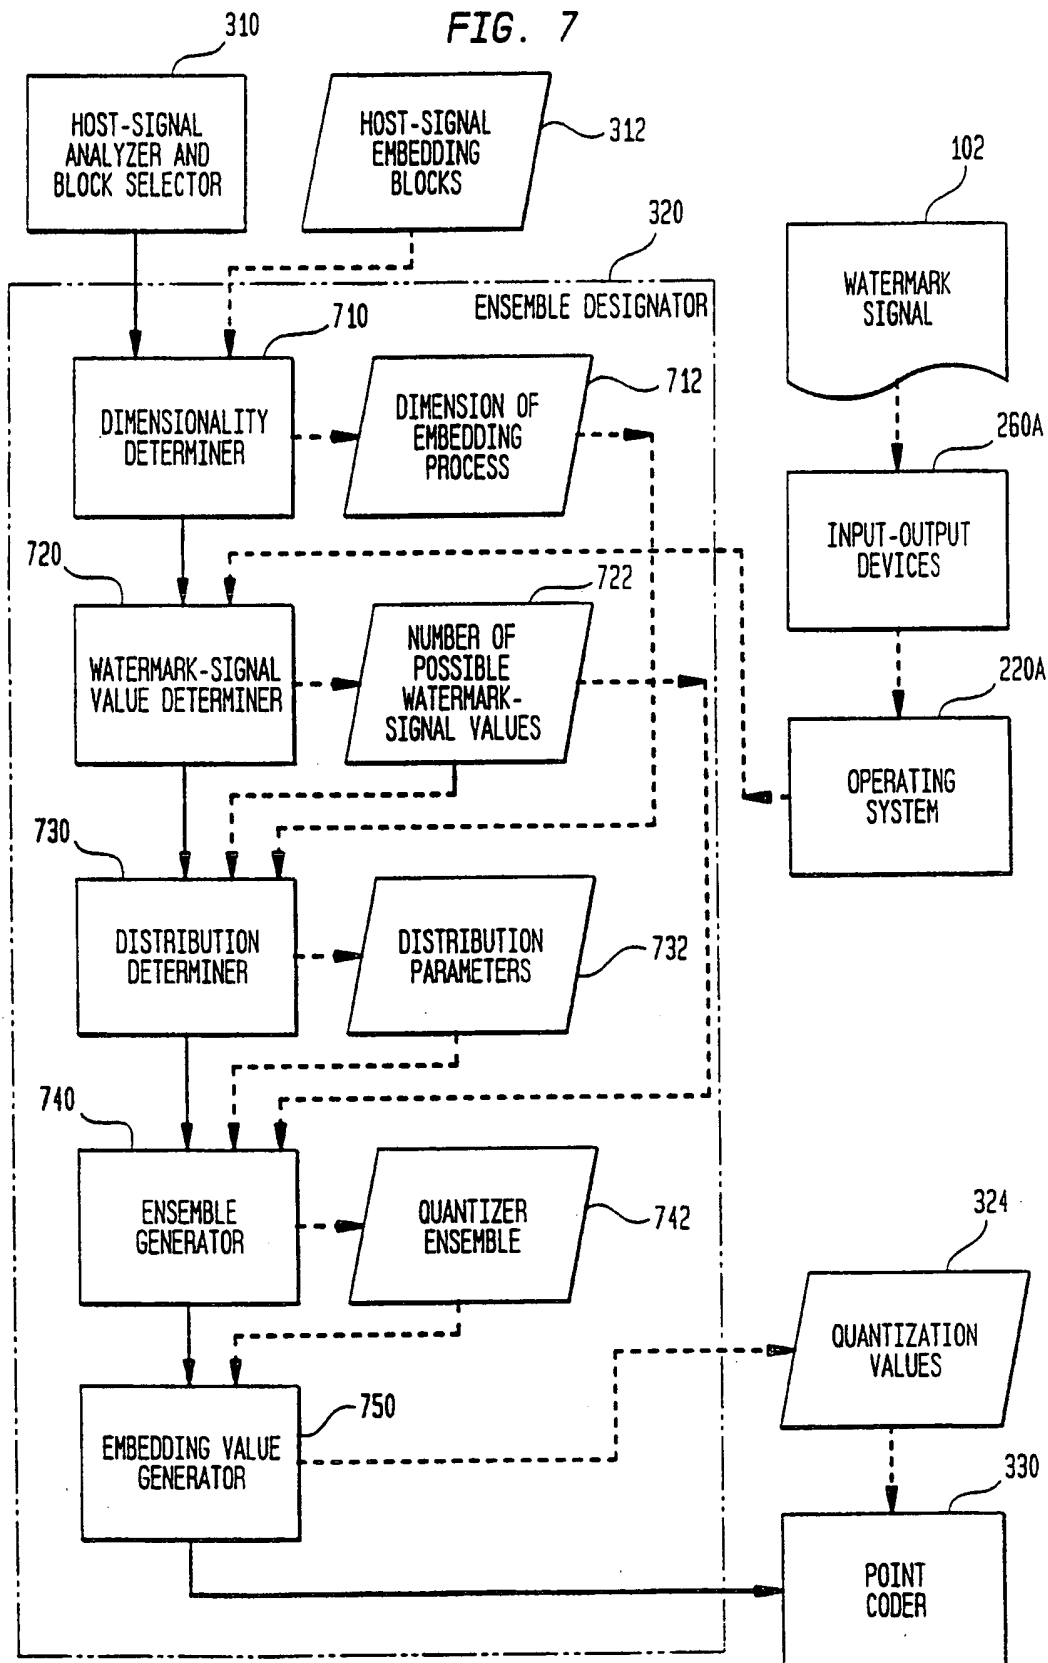 FIG. 7
310
HOST-SIGNAL
ANALYZER AND
BLOCK SELECTOR
HOST-SIGNAL
EMBEDDING
BLOCKS
312
102
WATERMARK
SIGNAL
320
ENSEMBLE DESIGNATOR
710
DIMENSIONALITY
DETERMINER
DIMENSION OF
EMBEDDING
PROCESS
712
260A
INPUT-OUTPUT
DEVICES
720
WATERMARK-SIGNAL
VALUE DETERMINER
722
NUMBER OF
POSSIBLE
WATERMARK-
SIGNAL VALUES
220A
OPERATING
SYSTEM
730
DISTRIBUTION
DETERMINER
DISTRIBUTION
PARAMETERS
732
740
ENSEMBLE
GENERATOR
QUANTIZER
ENSEMBLE
742
324
QUANTIZATION
VALUES
750
EMBEDDING VALUE
GENERATOR
330
POINT
CODER